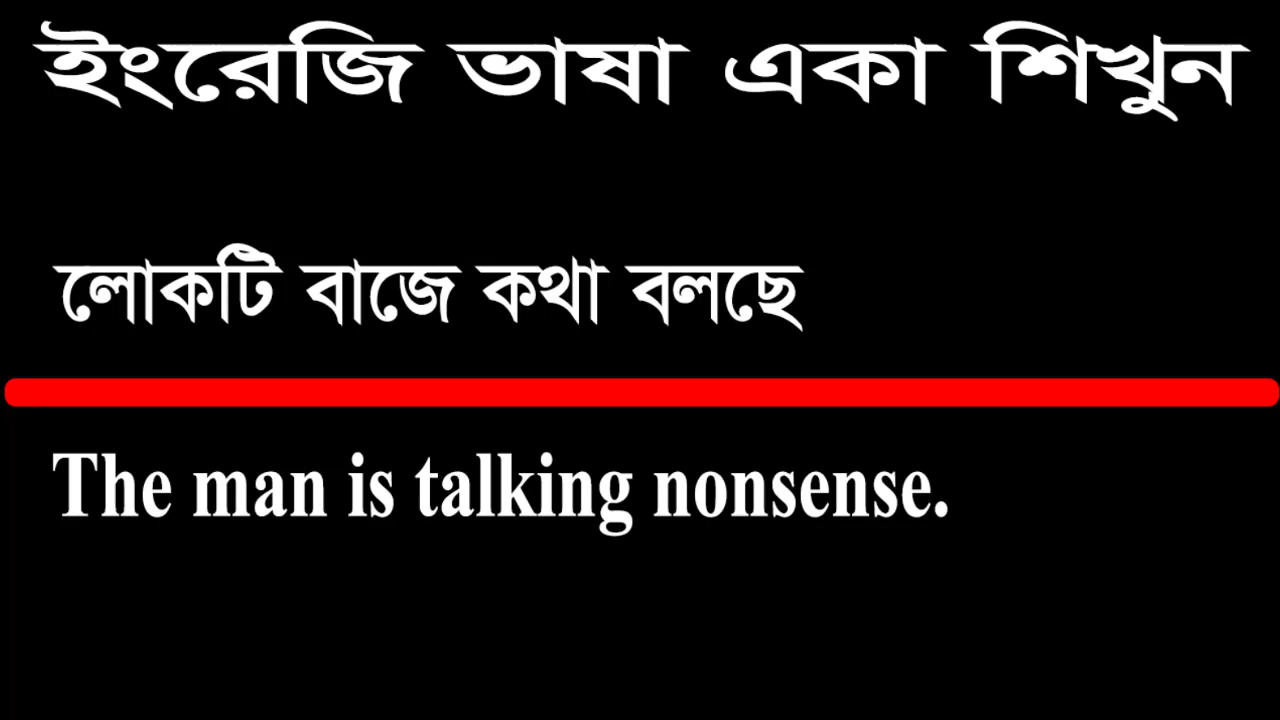 ইংরেজি ভাষা একা শিখুন
লোকটি বাজে কথা বলছে
The man is talking nonsense.